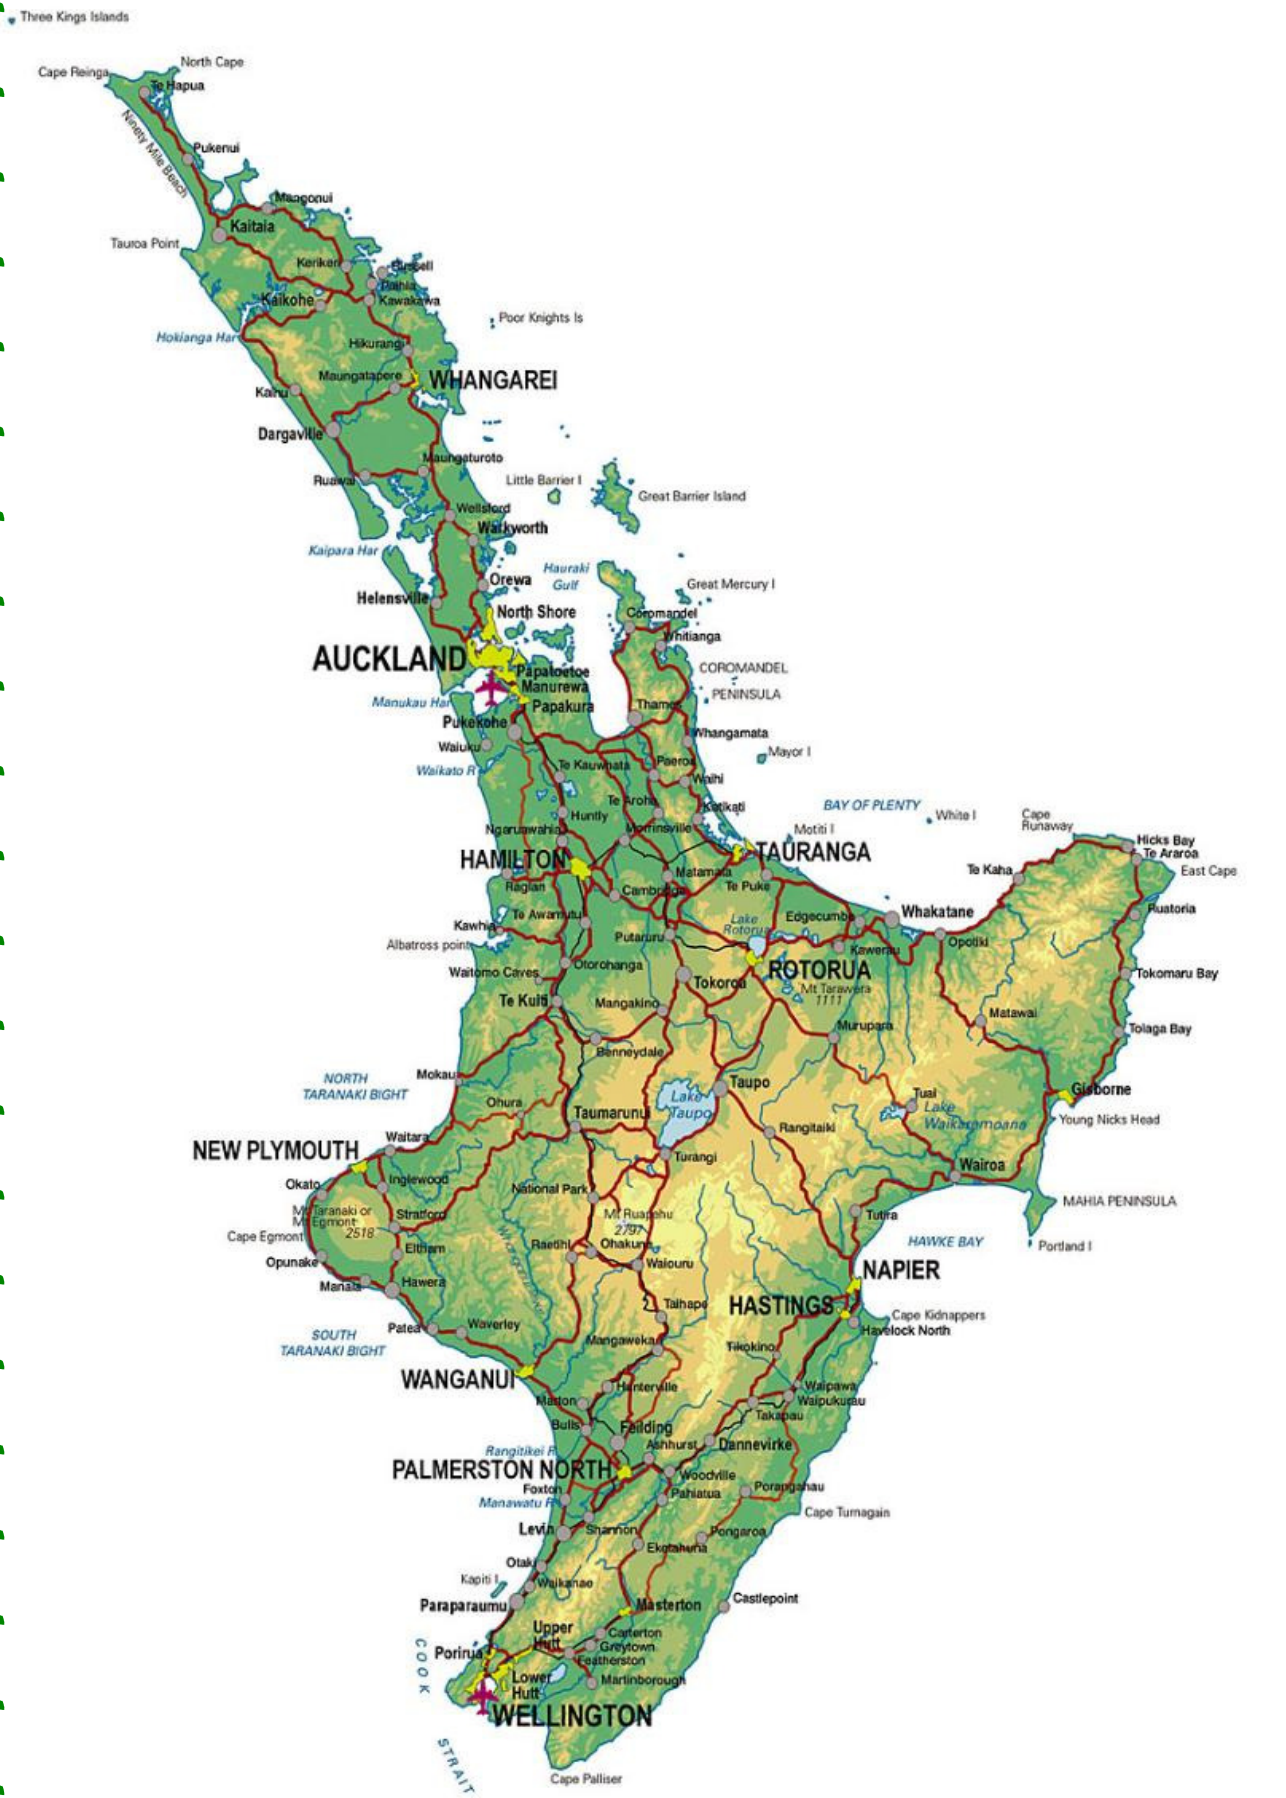 Three Kings Islands
North Cape
Cape Reinga
Te Hapua
Ninety Mile Beach
Pukenui
Mangonui
Kaitaia
Tauroa Point
Keriken
Russell
Paihia
Kaikohe
Kawakawa
Poor Knights Is
Hokianga Har
Hikurangi
Maungatapere
WHANGAREI
Kaihu
Dargaville
Maungaturoto
Ruawai
Little Barrier I
Great Barrier Island
Wellsford
Warkworth
Kaipara Har
Hauraki
Gulf
Orewa
Great Mercury I
Helensville
North Shore
Coromandel
Whitianga
AUCKLAND
COROMANDEL
PENINSULA
Papatoetoe
Manurewa
Manukau Har
Papakura
Thames
Pukekohe
Whangamata
Waiuku
Mayor I
Waikato R
Te Kauwhata
Paeroa
Waihi
Te Aroha
Katikati
BAY OF PLENTY
White I
Cape
Runaway
Huntly
Ngaruawahia
Morrinsville
Motiti I
Hicks Bay
Te Araroa
East Cape
HAMILTON
TAURANGA
Te Kaha
Matamata
Raglan
Cambridge
Te Puke
Te Awamutu
Lake
Rotorua
Edgecumbe
Whakatane
Ruatoria
Kawhia
Albatross point
Putaruru
Kawerau
Opotiki
Waitomo Caves
Otorohanga
Tokoroa
ROTORUA
Tokomaru Bay
Mt Tarawera
1111
Te Kuiti
Mangakino
Matawai
Murupara
Tolaga Bay
Benneydale
Mokau
NORTH
TARANAKI BIGHT
Taupo
Gisborne
Lake
Taupo
Tuai
Lake
Waikaremoana
Ohura
Taumarunui
Young Nicks Head
Rangitaiki
Waitara
NEW PLYMOUTH
Turangi
Wairoa
Okato
Inglewood
National Park
MAHIA PENINSULA
Mt Taranaki or
Mt Egmont
2518
Stratford
Mt Ruapehu
2797
Tutira
Cape Egmont
Eltham
Raetihi
Ohakune
HAWKE BAY
Portland I
Opunake
Waiouru
NAPIER
Manaia
Hawera
Taihape
HASTINGS
Cape Kidnappers
Havelock North
Patea
Waverley
SOUTH
TARANAKI BIGHT
Mangaweka
Tikokino
WANGANUI
Hunterville
Waipawa
Waipukurau
Marton
Takapau
Bulls
Feilding
Rangitikei R
Ashhurst
Dannevirke
PALMERSTON NORTH
Woodville
Foxton
Manawatu R
Pahiatua
Porangahau
Cape Turnagain
Levin
Shannon
Pongaroa
Eketahuna
Otaki
Kapiti I
Waikanae
Paraparaumu
Masterton
Castlepoint
Upper
Hutt
Carterton
Greytown
Featherston
COOK
STRAIT
Porirua
Lower
Hutt
Martinborough
WELLINGTON
Cape Palliser